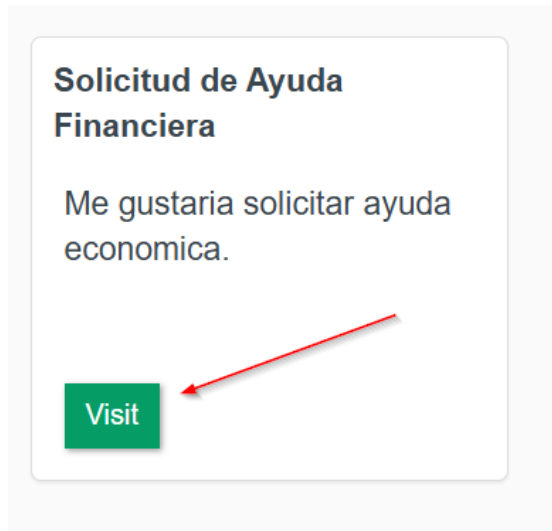 Solicitud de Ayuda
Financiera
Me gustaria solicitar ayuda
economica.
Visit